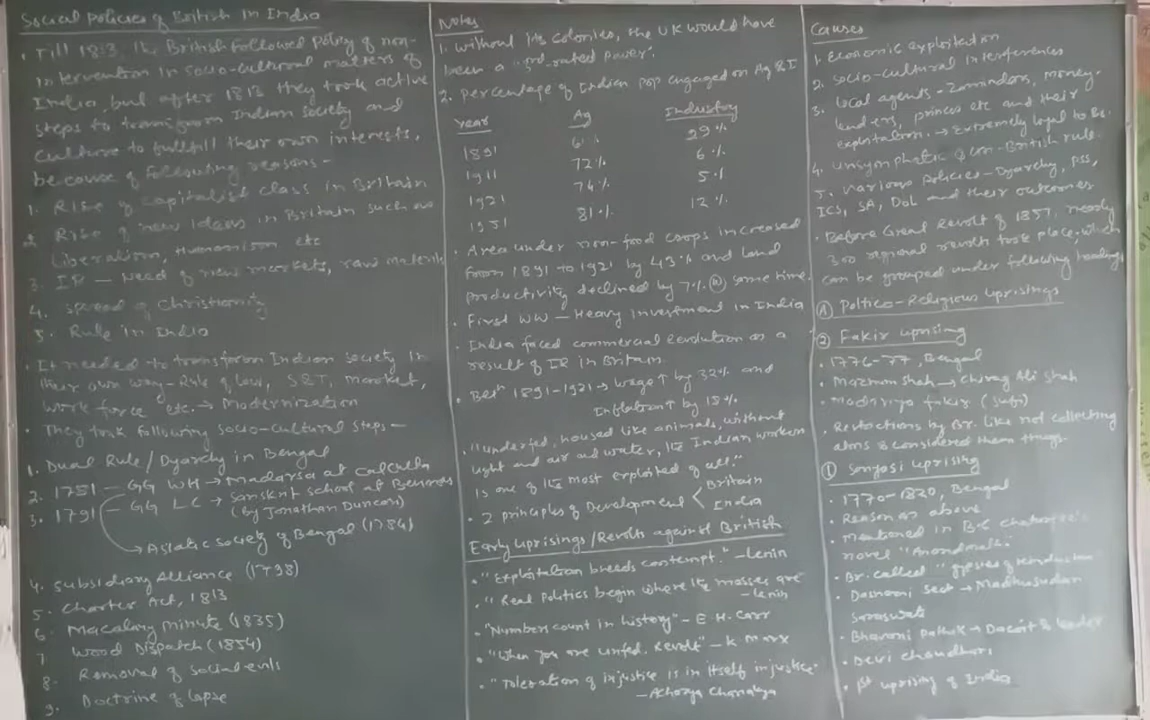 Social Policies of British In India
• Till 1813, the British followed policy of non-
intervention in socio-cultural matters of
India, but after 1813 they took active
steps to transform Indian society and
culture to fulfill their own interests,
because of following reasons -
1. Rise of capitalist class in Britain
2. Rise of new ideas in Britain such as
liberalism, Humanism etc
3. IR — Need of new markets, raw materials
4. Spread of Christianity
5. Rule in India
• It needed to transform Indian society in
their own way - Rule of law, S&T, market,
work force etc. → Modernization
• They took following socio-cultural steps —
1. Dual Rule / Dyarchy in Bengal
2. 1781 — GG WH → Madarsa at Calcutta
3. 1791 — GG LC → Sanskrit school at Benaras
(by Jonathan Duncan)
→ Asiatic society of Bengal (1784)
4. Subsidiary Alliance (1798)
5. Charter Act, 1813
6. Macaulay minute (1835)
7 Wood Dispatch (1854)
8. Removal of social evils
9. Doctrine of lapse
Notes
1. Without its colonies, the UK would have
been a "3rd-rated power".
2. Percentage of Indian Pop engaged on Ag & I
Year Ag Industry
1891 61% 29%
1911 72% 6%
1921 74% 5%
1951 81% 12%
• Area under non-food crops increased
from 1891 to 1921 by 43% and land
productivity declined by 7% @ same time.
• First WW — Heavy Investment in India
• India faced commercial Revolution as a
result of IR in Britain.
• Betn 1891-1921 → wage ↑ by 32% and
Inflation ↑ by 18%
• "Underfed, housed like animals, without
light and air and water, the Indian workers
is one of the most exploited of all."
• 2 principles of Development < Britain
India
Early Uprisings / Revolts against British
• "Exploitation breeds contempt." — Lenin
• "Real Politics begin where the masses are
— Lenin
• "Numbers count in history" — E. H. Carr
• "When you are unfed. Revolt" — K Marx
• "Toleration of injustice is in itself injustice."
— Acharya Chanakya
Causes
1. Economic exploitation
2. Socio-cultural interferences
3. Local agents - Zamindars, money-
lenders, princes etc and their
exploitation. → Extremely loyal to Br.
4. Unsympathetic & un-British rule.
5. Various Policies - Dyarchy, PSS,
ICS, SA, DoL and their outcomes
• Before Great Revolt of 1857, nearly
300 regional revolts took place, which
can be grouped under following headings
Ⓐ Politico-Religious Uprisings
② Fakir uprising
• 1776-77, Bengal
• Maznum Shah → Chirag Ali Shah
• Madariya fakir (Sufi)
• Restrictions by Br. like not collecting
alms & considered them thugs.
① Sanyasi uprising
• 1770-1820, Bengal
• Reason as above
• Mentioned in B.C Chaterjee's
novel "Anandmath"
• Br. called "gypsies of hindustan"
• Dasnami Sect → Madhusudan
Saraswati
• Bhavani Pathak → Dacoit & leader
• Devi Chaudhari
• 1st uprising of India